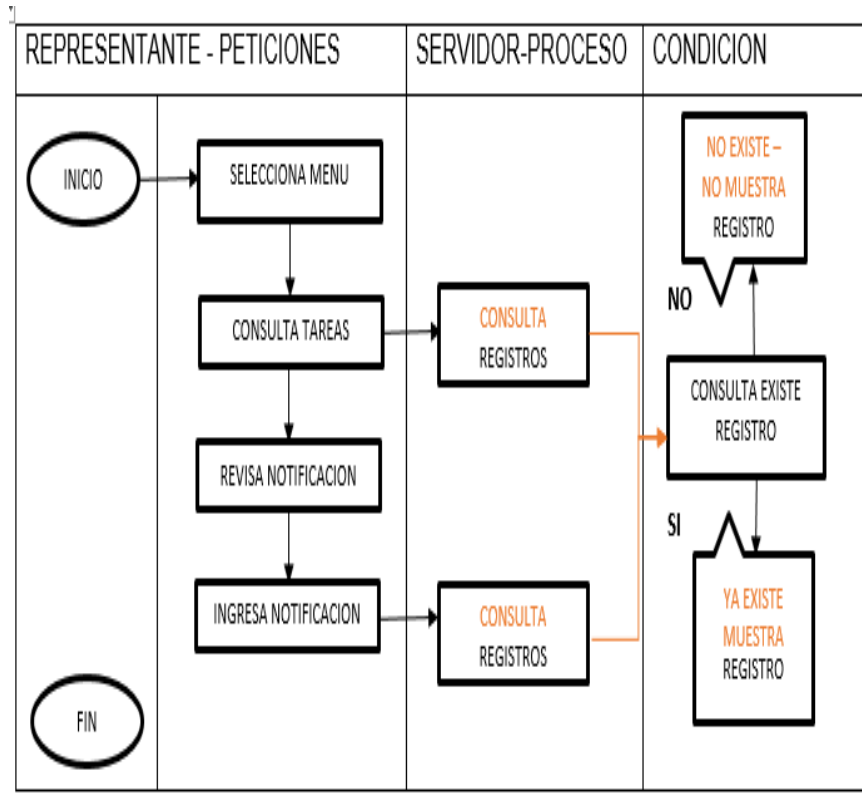 REPRESENTANTE - PETICIONES
SERVIDOR-PROCESO
CONDICION
INICIO
SELECCIONA MENU
NO EXISTE –
NO MUESTRA
REGISTRO
NO
CONSULTA TAREAS
CONSULTA
REGISTROS
CONSULTA EXISTE
REGISTRO
REVISA NOTIFICACION
SI
INGRESA NOTIFICACION
CONSULTA
REGISTROS
YA EXISTE
MUESTRA
REGISTRO
FIN